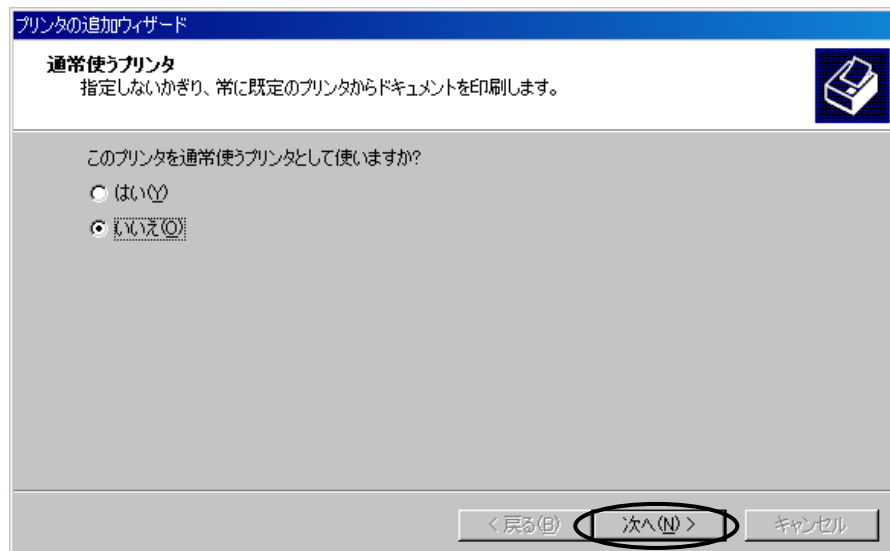 プリンタの追加ウィザード
通常使うプリンタ
指定しないかぎり、常に既定のプリンタからドキュメントを印刷します。
このプリンタを通常使うプリンタとして使いますか?
はい(Y)
いいえ(O)
< 戻る(B) 次へ(N) > キャンセル